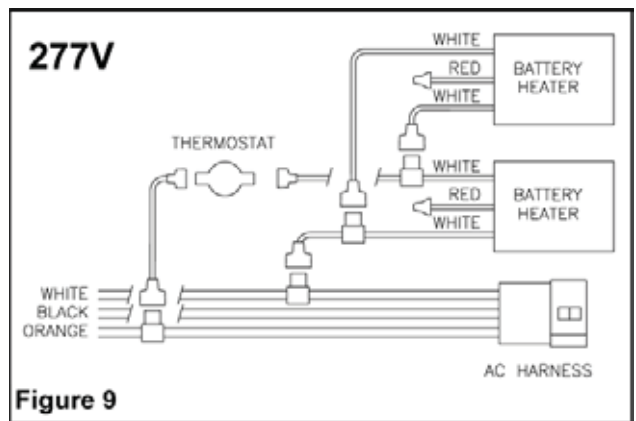 277V
WHITE
RED
WHITE
BATTERY
HEATER
THERMOSTAT
WHITE
RED
WHITE
BATTERY
HEATER
WHITE
BLACK
ORANGE
AC HARNESS
Figure 9